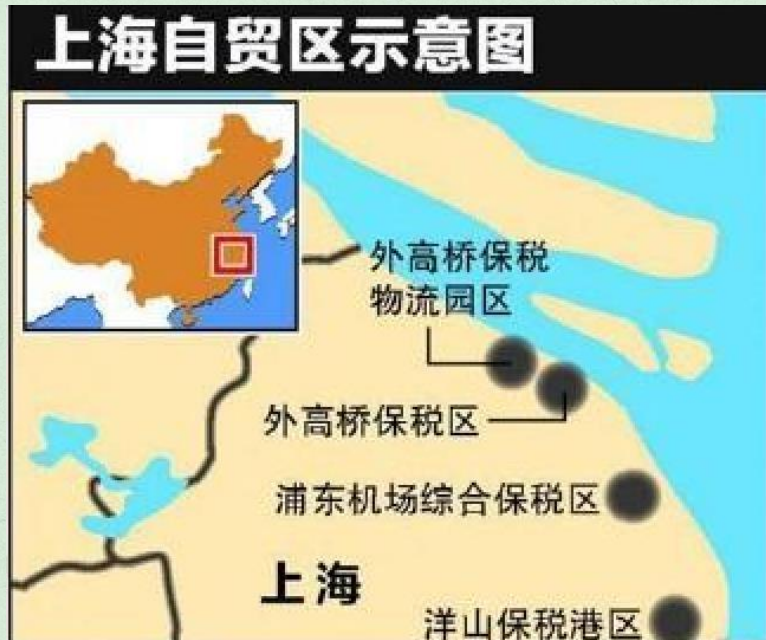 上海自贸区示意图
外高桥保税
物流园区
外高桥保税区
浦东机场综合保税区
上海
洋山保税港区